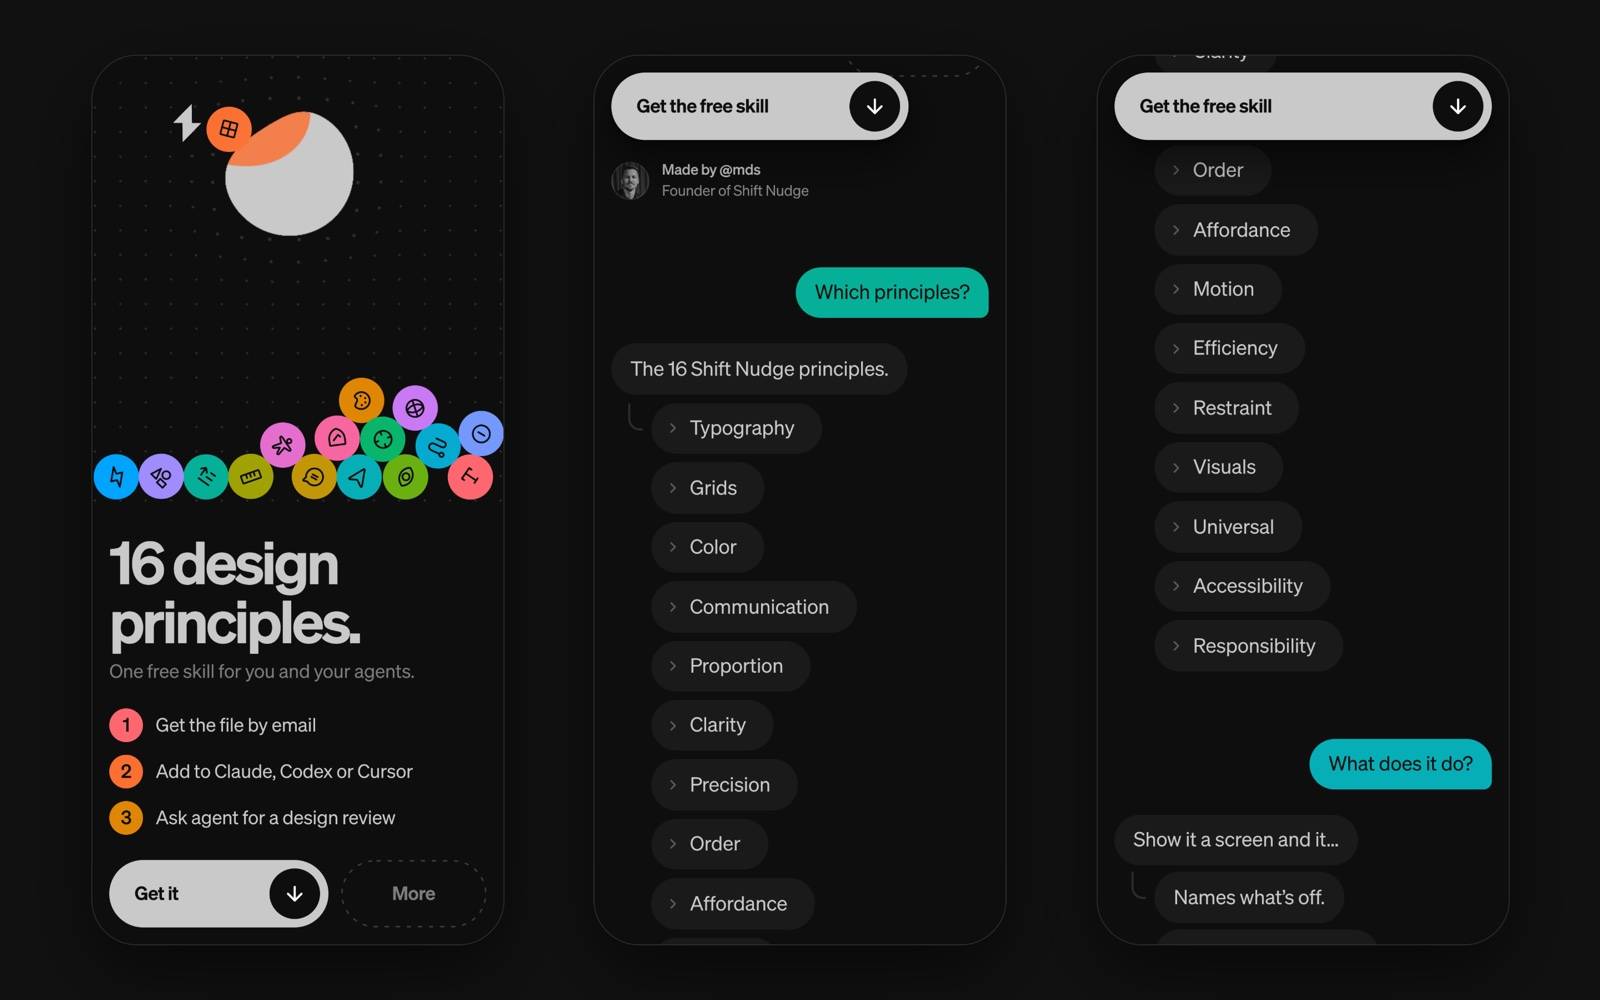 16 design
principles.
One free skill for you and your agents.
1 Get the file by email
2 Add to Claude, Codex or Cursor
3 Ask agent for a design review
Get it
More
Get the free skill
Made by @mds
Founder of Shift Nudge
Which principles?
The 16 Shift Nudge principles.
Typography
Grids
Color
Communication
Proportion
Clarity
Precision
Order
Affordance
Clarity
Get the free skill
Order
Affordance
Motion
Efficiency
Restraint
Visuals
Universal
Accessibility
Responsibility
What does it do?
Show it a screen and it...
Names what’s off.